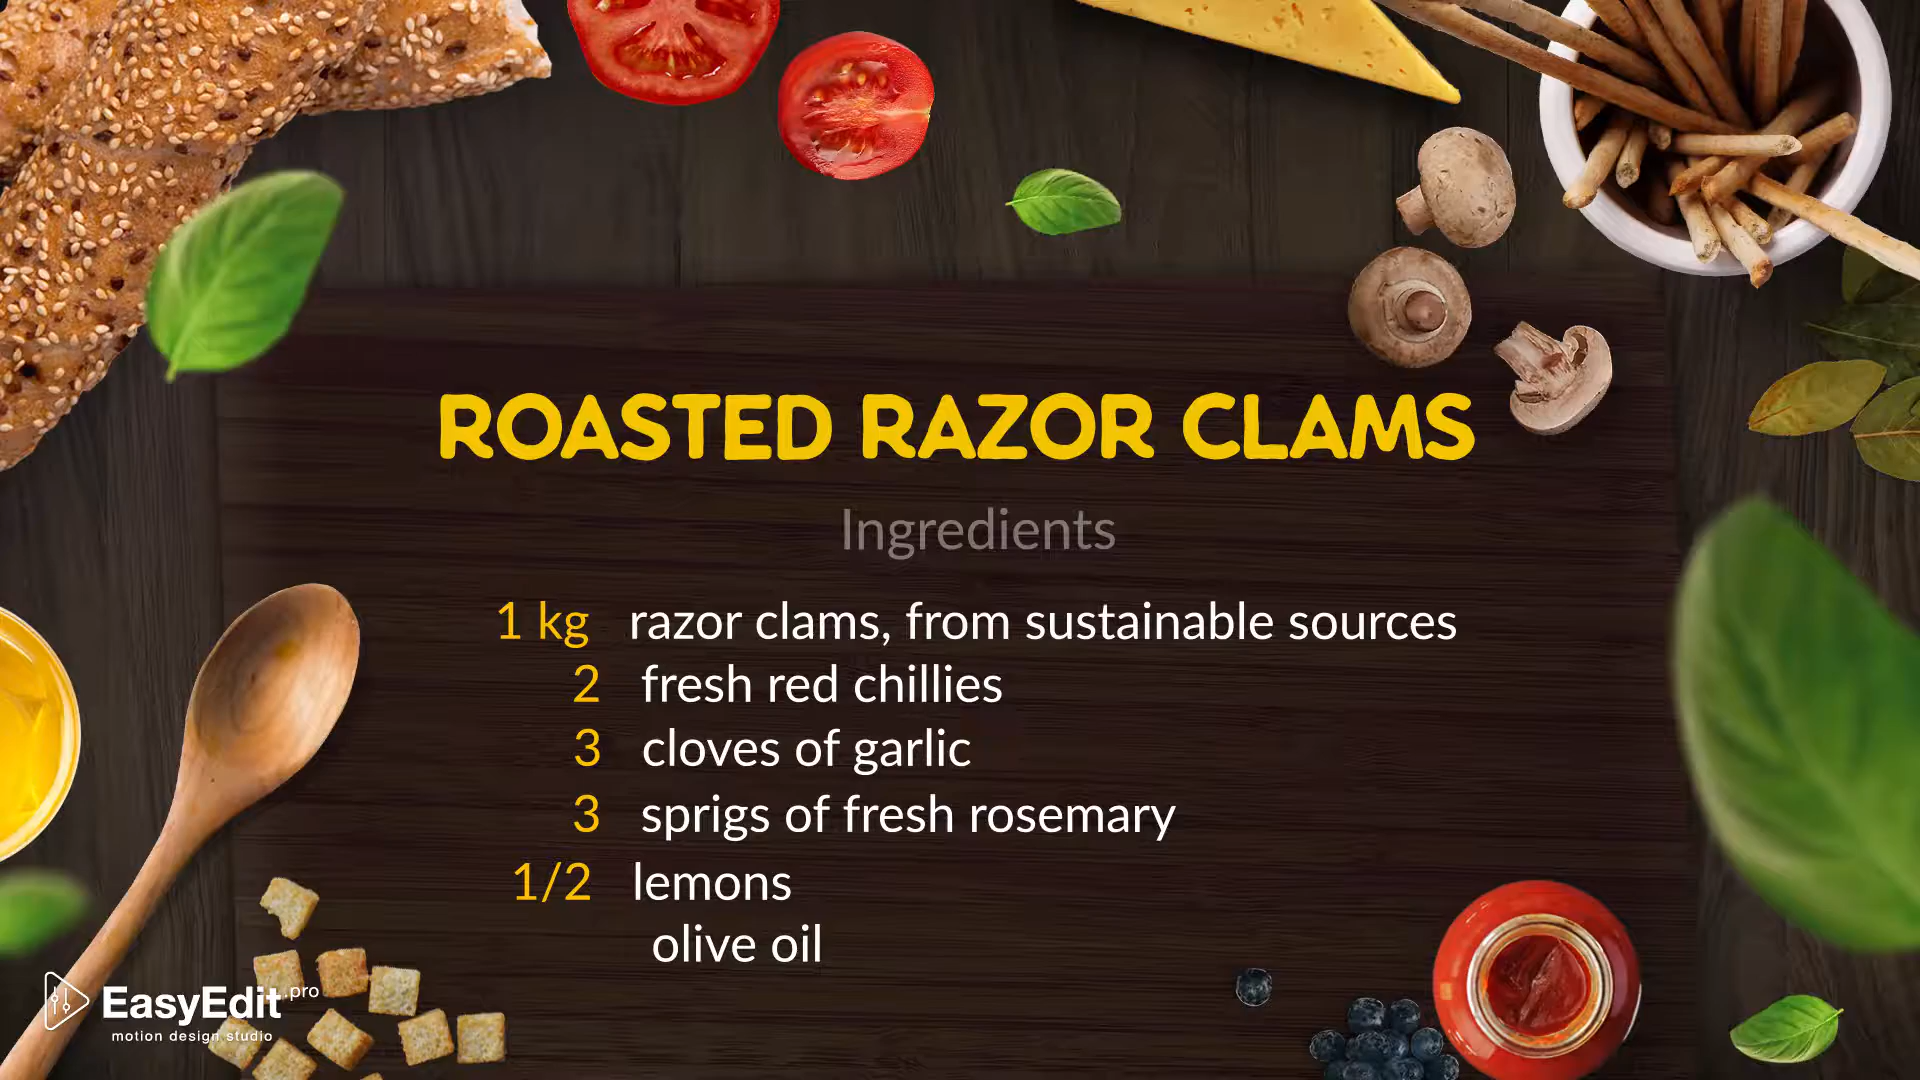 ROASTED RAZOR CLAMS
Ingredients
1 kg razor clams, from sustainable sources
2 fresh red chillies
3 cloves of garlic
3 sprigs of fresh rosemary
1/2 lemons
olive oil
EasyEdit.pro
motion design studio